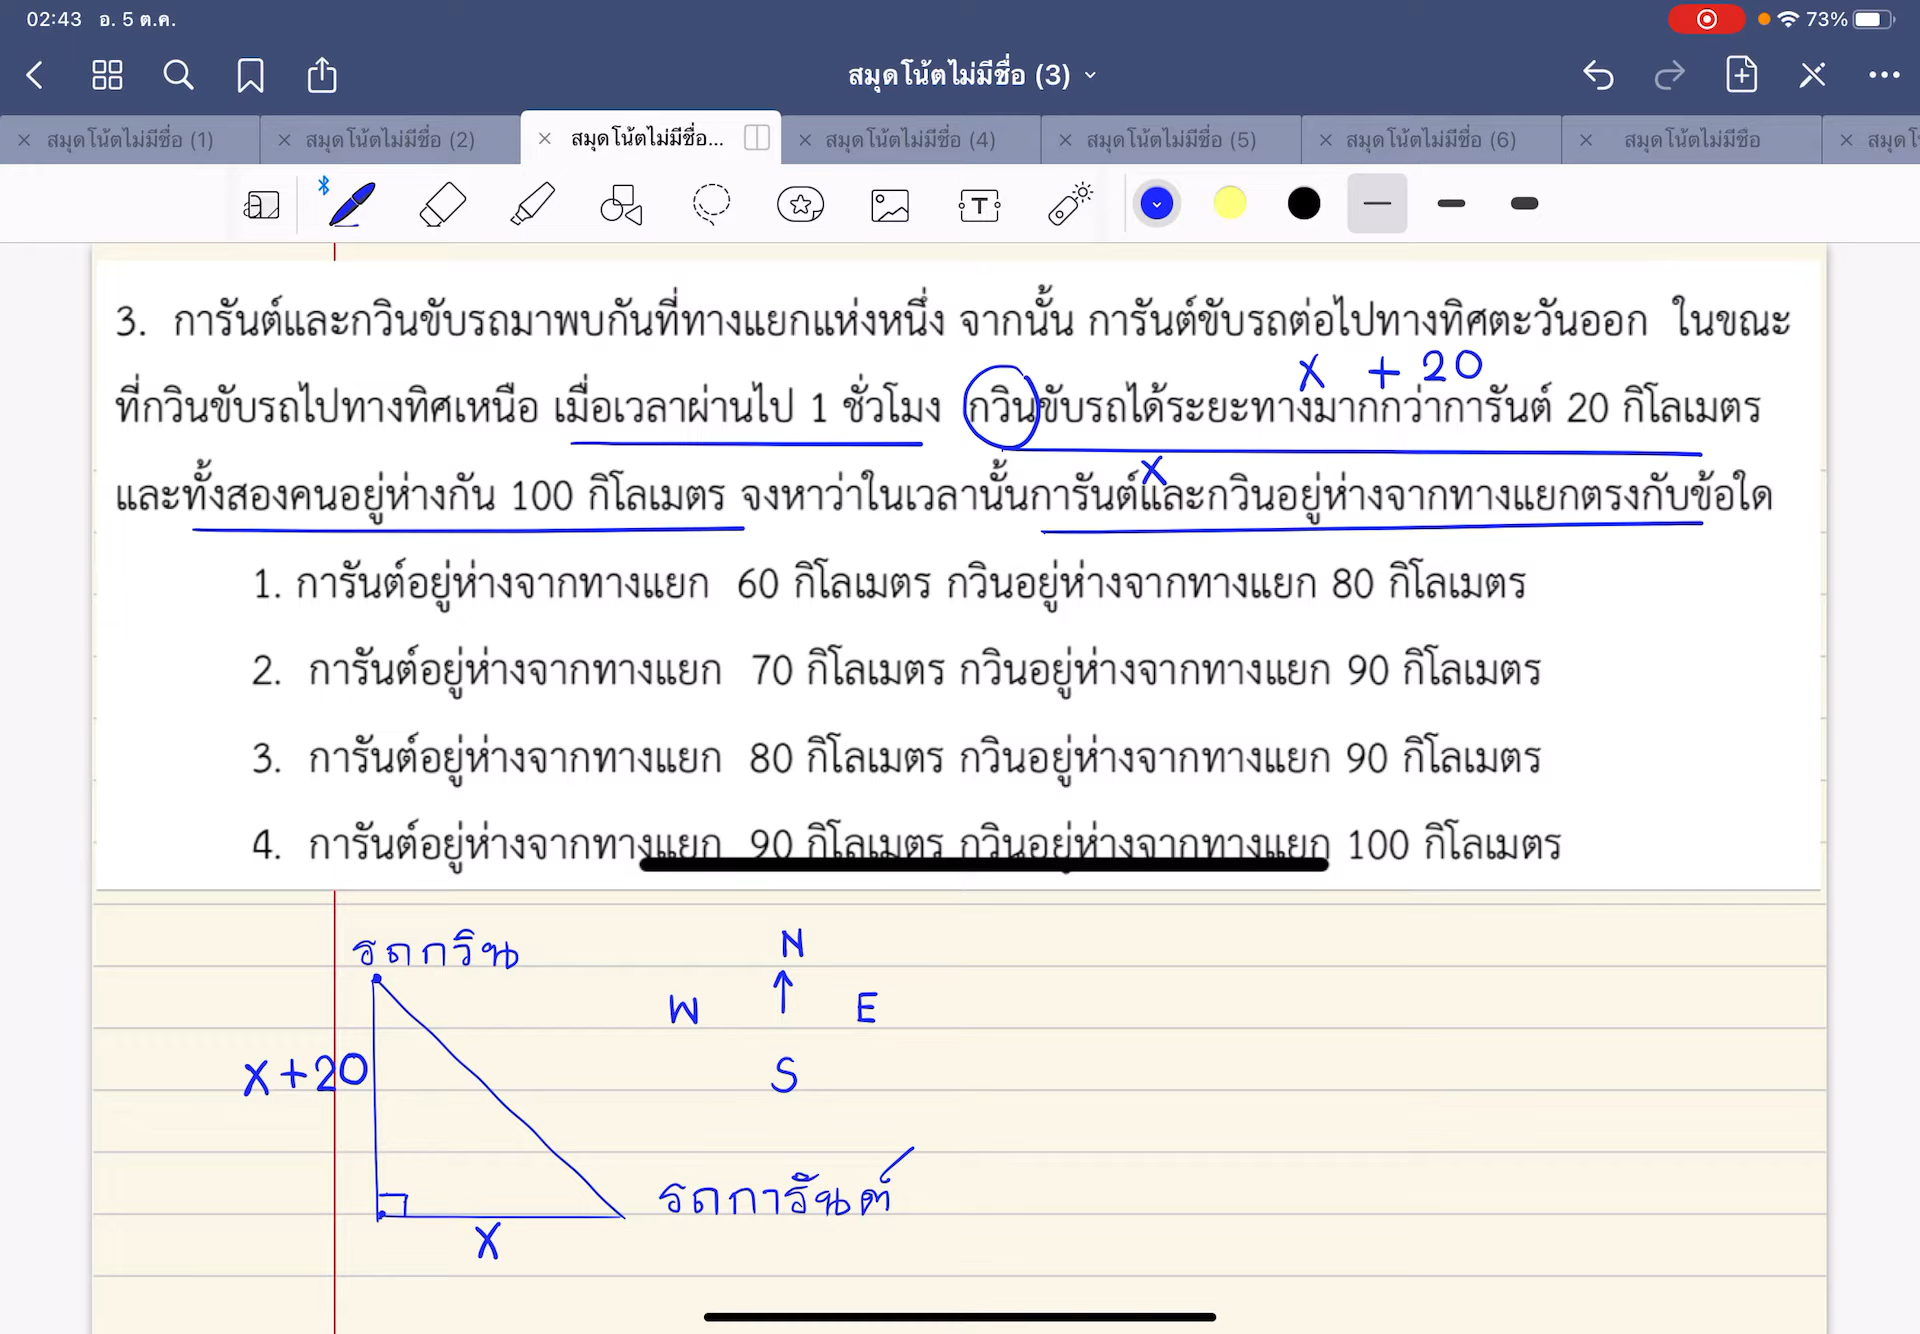 02:43 อ. 5 ต.ค.
73%
สมุดโน้ตไม่มีชื่อ (3)
สมุดโน้ตไม่มีชื่อ (1)
สมุดโน้ตไม่มีชื่อ (2)
สมุดโน้ตไม่มีชื่อ...
สมุดโน้ตไม่มีชื่อ (4)
สมุดโน้ตไม่มีชื่อ (5)
สมุดโน้ตไม่มีชื่อ (6)
สมุดโน้ตไม่มีชื่อ
3. การันต์และกวินขับรถมาพบกันที่ทางแยกแห่งหนึ่ง จากนั้น การันต์ขับรถต่อไปทางทิศตะวันออก ในขณะ
x + 20
ที่กวินขับรถไปทางทิศเหนือ เมื่อเวลาผ่านไป 1 ชั่วโมง กวินขับรถได้ระยะทางมากกว่าการันต์ 20 กิโลเมตร
x
และทั้งสองคนอยู่ห่างกัน 100 กิโลเมตร จงหาว่าในเวลานั้นการันต์และกวินอยู่ห่างจากทางแยกตรงกับข้อใด
1. การันต์อยู่ห่างจากทางแยก 60 กิโลเมตร กวินอยู่ห่างจากทางแยก 80 กิโลเมตร
2. การันต์อยู่ห่างจากทางแยก 70 กิโลเมตร กวินอยู่ห่างจากทางแยก 90 กิโลเมตร
3. การันต์อยู่ห่างจากทางแยก 80 กิโลเมตร กวินอยู่ห่างจากทางแยก 90 กิโลเมตร
4. การันต์อยู่ห่างจากทางแยก 90 กิโลเมตร กวินอยู่ห่างจากทางแยก 100 กิโลเมตร
รถกวิน
N
W E
x+20
S
รถการันต์
x